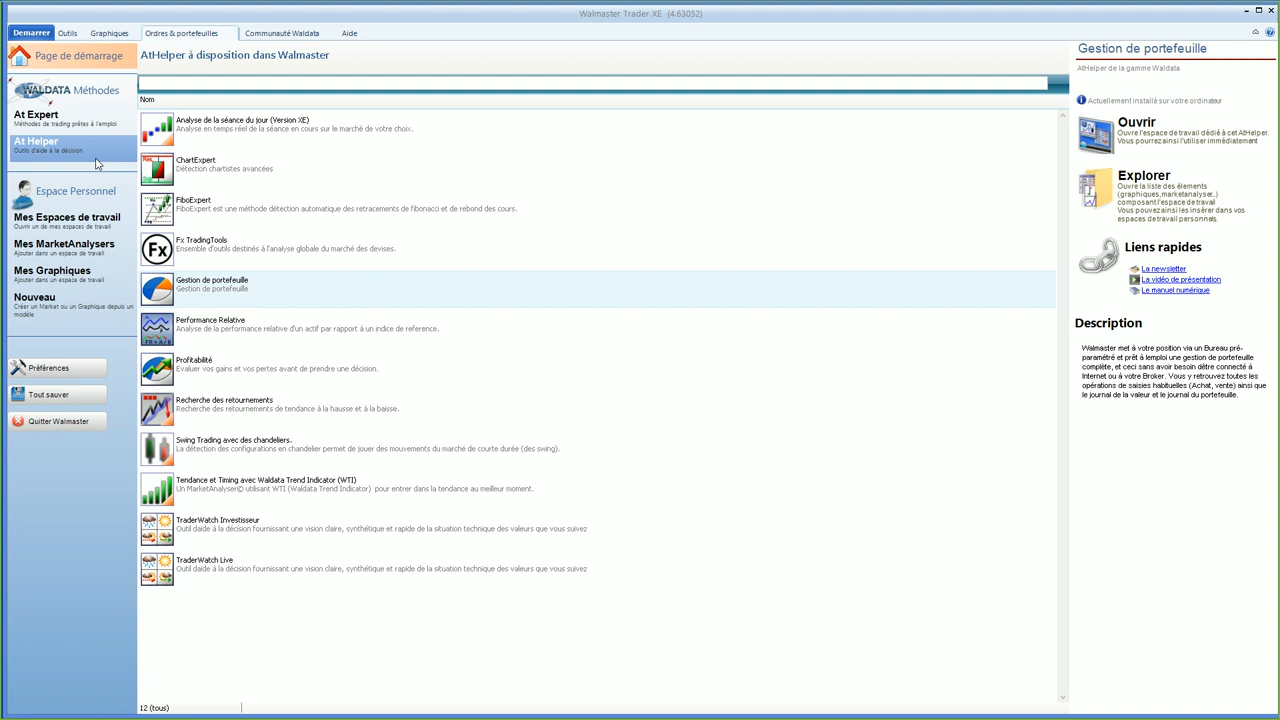 Walmaster Trader XE (4.63052)
Demarrer
Outils
Graphiques
Ordres & portefeuilles
Communauté Waldata
Aide
Page de démarrage
WALDATA Méthodes
At Expert
Méthodes de trading prêtes à l'emploi
At Helper
Outils d'aide à la décision
Espace Personnel
Mes Espaces de travail
Ouvrir un de mes espaces de travail
Mes MarketAnalysers
Ajouter dans un espace de travail
Mes Graphiques
Ajouter dans un espace de travail
Nouveau
Créer un Market ou un Graphique depuis un
modèle
Préférences
Tout sauver
Quitter Walmaster
AtHelper à disposition dans Walmaster
Nom
Analyse de la séance du jour (Version XE)
Analyse en temps réel de la séance en cours sur le marché de votre choix.
ChartExpert
Détection chartistes avancées
FiboExpert
FiboExpert est une méthode détection automatique des retracements de fibonacci et de rebond des cours.
Fx
Fx TradingTools
Ensemble d'outils destinés à l'analyse globale du marché des devises.
Gestion de portefeuille
Gestion de portefeuille
Performance Relative
Analyse de la performance relative d'un actif par rapport à un indice de reference.
Profitabilité
Evaluer vos gains et vos pertes avant de prendre une décision.
Recherche des retournements
Recherche des retournements de tendance à la hausse et à la baisse.
Swing Trading avec des chandeliers.
La détection des configurations en chandelier permet de jouer des mouvements du marché de courte durée (des swing).
Tendance et Timing avec Waldata Trend Indicator (WTI)
Un MarketAnalyser© utilisant WTI (Waldata Trend Indicator) pour entrer dans la tendance au meilleur moment.
TraderWatch Investisseur
Outil daide à la décision fournissant une vision claire, synthétique et rapide de la situation technique des valeurs que vous suivez
TraderWatch Live
Outil daide à la décision fournissant une vision claire, synthétique et rapide de la situation technique des valeurs que vous suivez
12 (tous)
Gestion de portefeuille
AtHelper de la gamme Waldata
Actuellement installé sur votre ordinateur
Ouvrir
Ouvre l'espace de travail dédié à cet AtHelper.
Vous pourrez ainsi l'utiliser immédiatement
Explorer
Ouvre la liste des élements
(graphiques,marketanalyser..)
composant l'espace de travail
Vous pouvez ainsi les insérer dans vos
espaces de travail personnels.
Liens rapides
La newsletter
La vidéo de présentation
Le manuel numérique
Description
Walmaster met à votre position via un Bureau pré-
paramétré et prêt à lemploi une gestion de portefeuille
complète, et ceci sans avoir besoin dêtre connecté à
Internet ou à votre Broker. Vous y retrouvez toutes les
opérations de saisies habituelles (Achat, vente) ainsi que
le journal de la valeur et le journal du portefeuille.